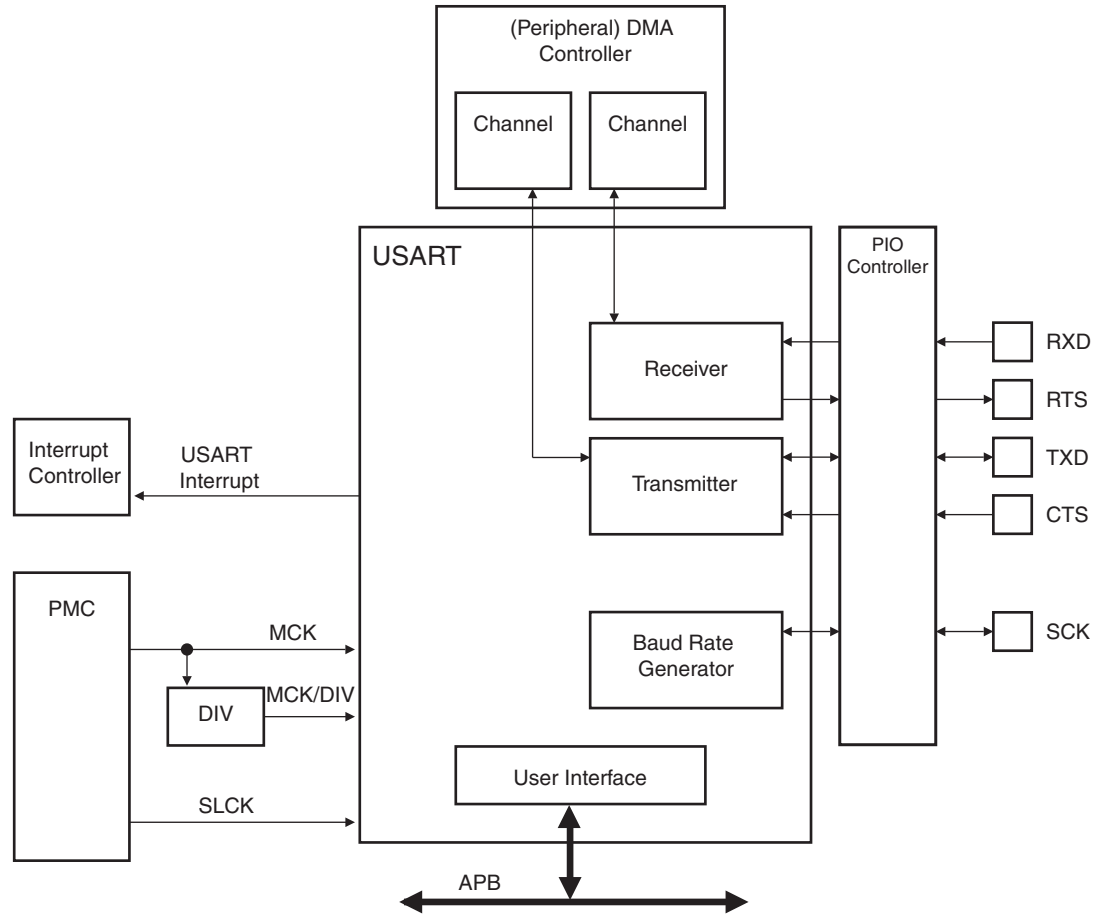 (Peripheral) DMA
Controller
Channel
Channel
USART
PIO
Controller
Receiver
RXD
RTS
Interrupt
Controller
USART
Interrupt
Transmitter
TXD
CTS
PMC
MCK
Baud Rate
Generator
SCK
DIV
MCK/DIV
User Interface
SLCK
APB